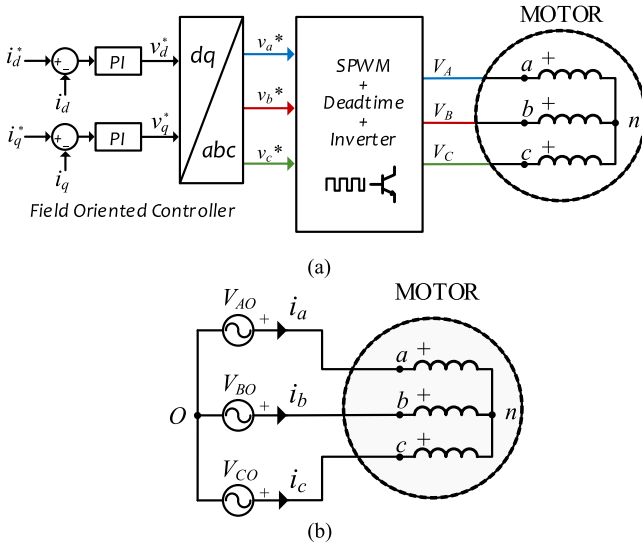 MOTOR
i_d^* + − PI v_d^* dq v_a* SPWM V_A a +
i_d + n
i_q^* + − PI v_q^* abc v_b* Deadtime V_B b +
i_q + v_c* Inverter V_C c +
Field Oriented Controller
(a)
MOTOR
V_AO + i_a a +
O V_BO + i_b b + n
V_CO + i_c c +
(b)